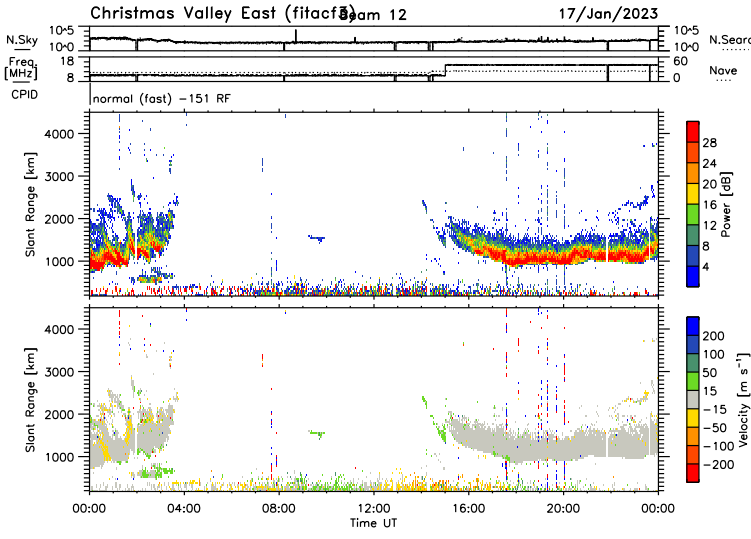 Christmas Valley East (fitacf3) Beam 12 17/Jan/2023
N.Sky 10^5 10^0 10^5 10^0 N.Sear
Freq. [MHz] 18 8 60 0 Nave
CPID normal (fast) -151 RF
Slant Range [km] 4000 3000 2000 1000
28 24 20 16 12 8 4 Power [dB]
Slant Range [km] 4000 3000 2000 1000
200 100 50 15 -15 -50 -100 -200 Velocity [m s⁻¹]
00:00 04:00 08:00 12:00 16:00 20:00 00:00
Time UT